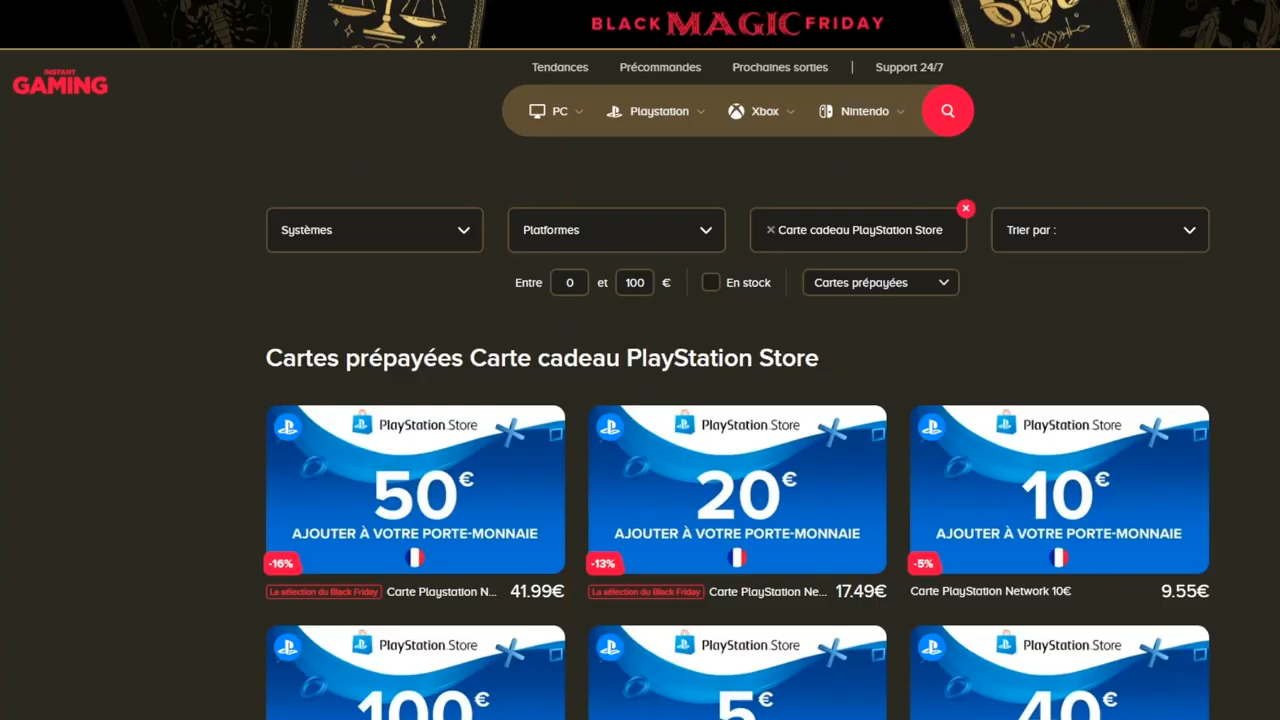 BLACK MAGIC FRIDAY
INSTANT GAMING
Tendances Précommandes Prochaines sorties | Support 24/7
PC Playstation Xbox Nintendo
Systèmes Platformes × Carte cadeau PlayStation Store Trier par :
Entre 0 et 100 € En stock Cartes prépayées
Cartes prépayées Carte cadeau PlayStation Store
PlayStation Store PlayStation Store PlayStation Store
50€ 20€ 10€
AJOUTER À VOTRE PORTE-MONNAIE AJOUTER À VOTRE PORTE-MONNAIE AJOUTER À VOTRE PORTE-MONNAIE
-16% -13% -5%
La sélection du Black Friday Carte Playstation N... 41.99€ La sélection du Black Friday Carte PlayStation Ne... 17.49€ Carte PlayStation Network 10€ 9.55€
PlayStation Store PlayStation Store PlayStation Store
100€ 5€ 40€